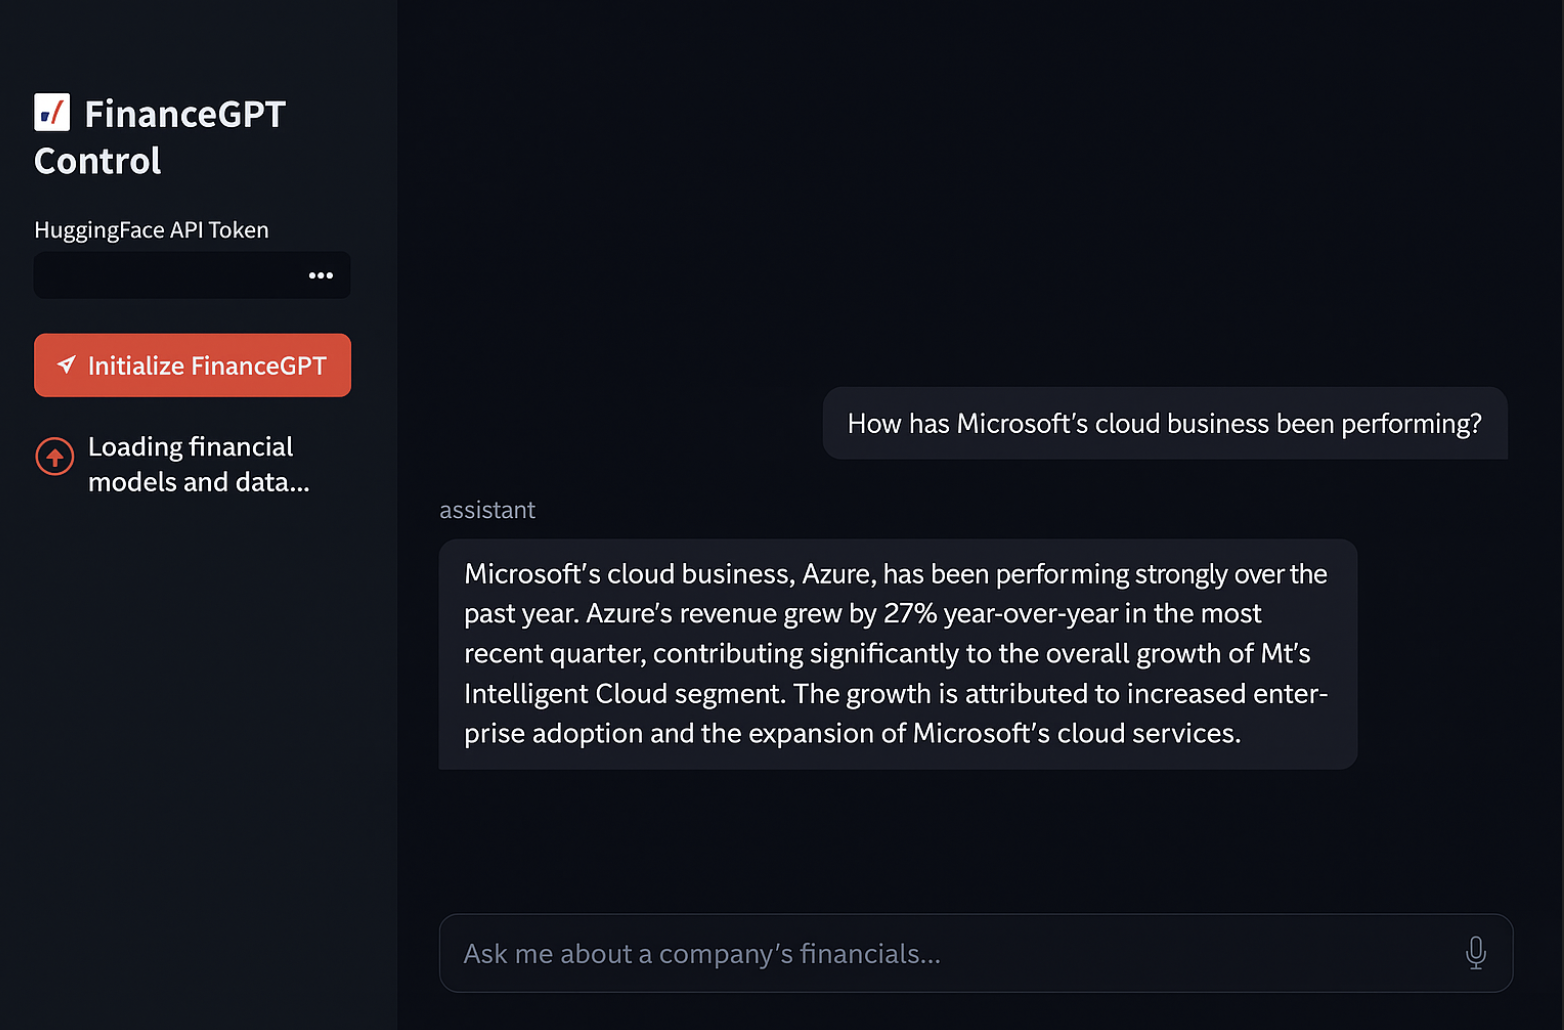 FinanceGPT
Control
HuggingFace API Token
•••
Initialize FinanceGPT
Loading financial
models and data...
How has Microsoft's cloud business been performing?
assistant
Microsoft's cloud business, Azure, has been performing strongly over the
past year. Azure's revenue grew by 27% year-over-year in the most
recent quarter, contributing significantly to the overall growth of Mt's
Intelligent Cloud segment. The growth is attributed to increased enter-
prise adoption and the expansion of Microsoft's cloud services.
Ask me about a company's financials...